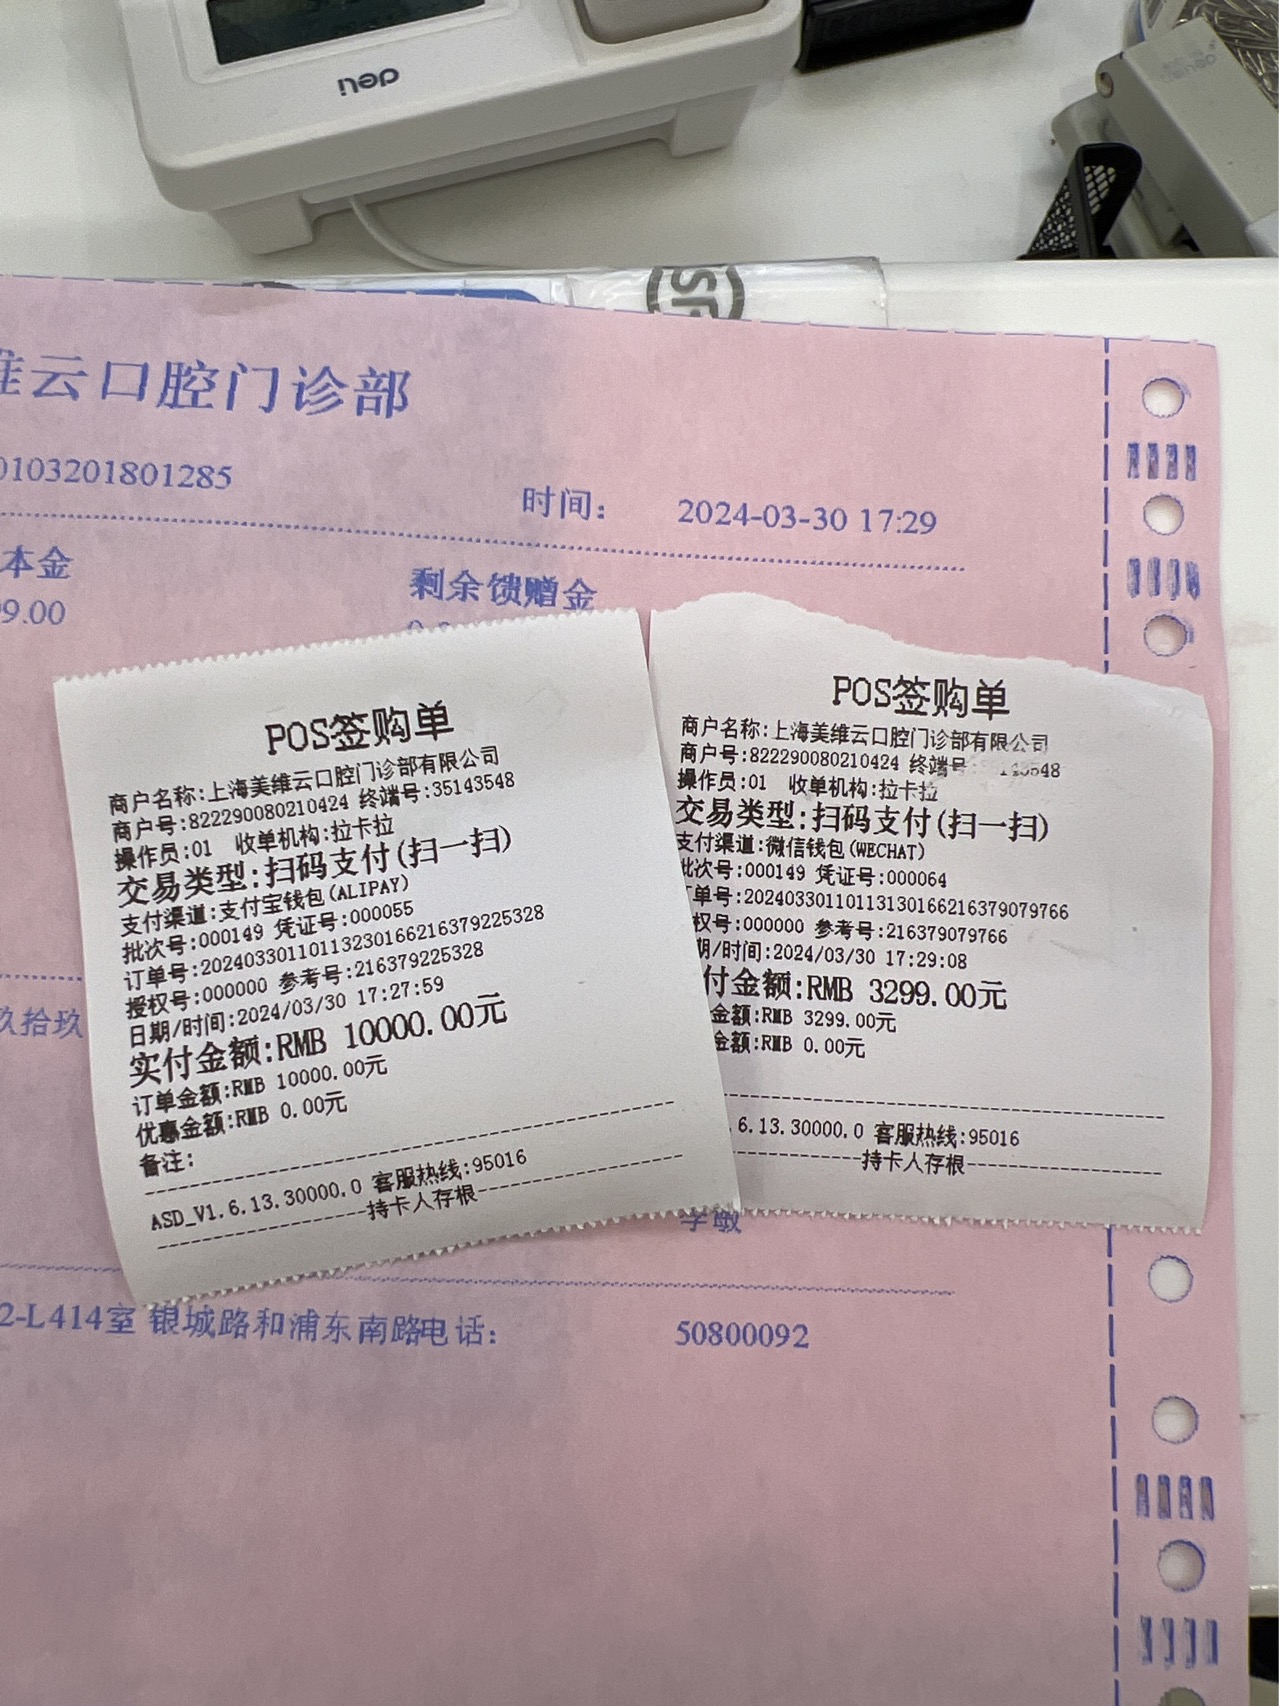 deli
SF
维云口腔门诊部
0103201801285
时间： 2024-03-30 17:29
本金
剩余馈赠金
9.00
POS签购单
商户名称:上海美维云口腔门诊部有限公司
商户号:822290080210424 终端号:35143548
操作员:01 收单机构:拉卡拉
交易类型:扫码支付(扫一扫)
支付渠道:支付宝钱包(ALIPAY)
批次号:000149 凭证号:000055
订单号:20240330110113230166216379225328
授权号:000000 参考号:216379225328
日期/时间:2024/03/30 17:27:59
实付金额:RMB 10000.00元
订单金额:RMB 10000.00元
优惠金额:RMB 0.00元
备注:
ASD_V1.6.13.30000.0 客服热线:95016
持卡人存根
POS签购单
商户名称:上海美维云口腔门诊部有限公司
商户号:822290080210424 终端号 143548
操作员:01 收单机构:拉卡拉
交易类型:扫码支付(扫一扫)
支付渠道:微信钱包(WECHAT)
批次号:000149 凭证号:000064
单号:20240330110113130166216379079766
权号:000000 参考号:216379079766
期/时间:2024/03/30 17:29:08
付金额:RMB 3299.00元
金额:RMB 3299.00元
金额:RMB 0.00元
.6.13.30000.0 客服热线:95016
持卡人存根
玖拾玖
李敏
2-L414室 银城路和浦东南路电话： 50800092